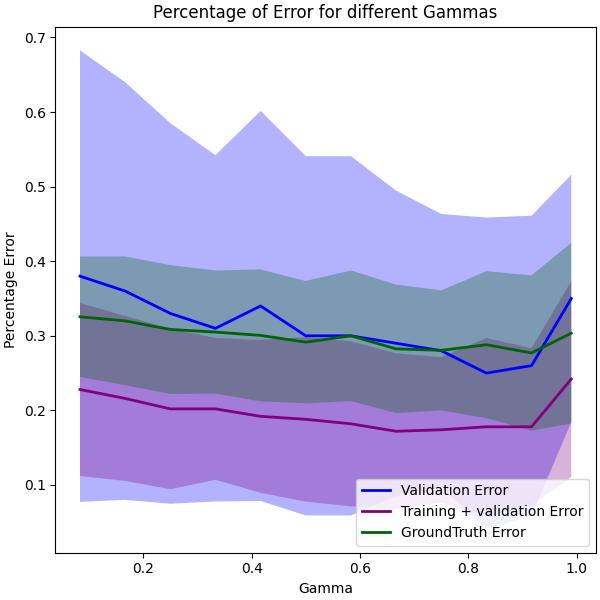 Percentage of Error for different Gammas
Percentage Error
0.7
0.6
0.5
0.4
0.3
0.2
0.1
Validation Error
Training + validation Error
GroundTruth Error
0.2 0.4 0.6 0.8 1.0
Gamma